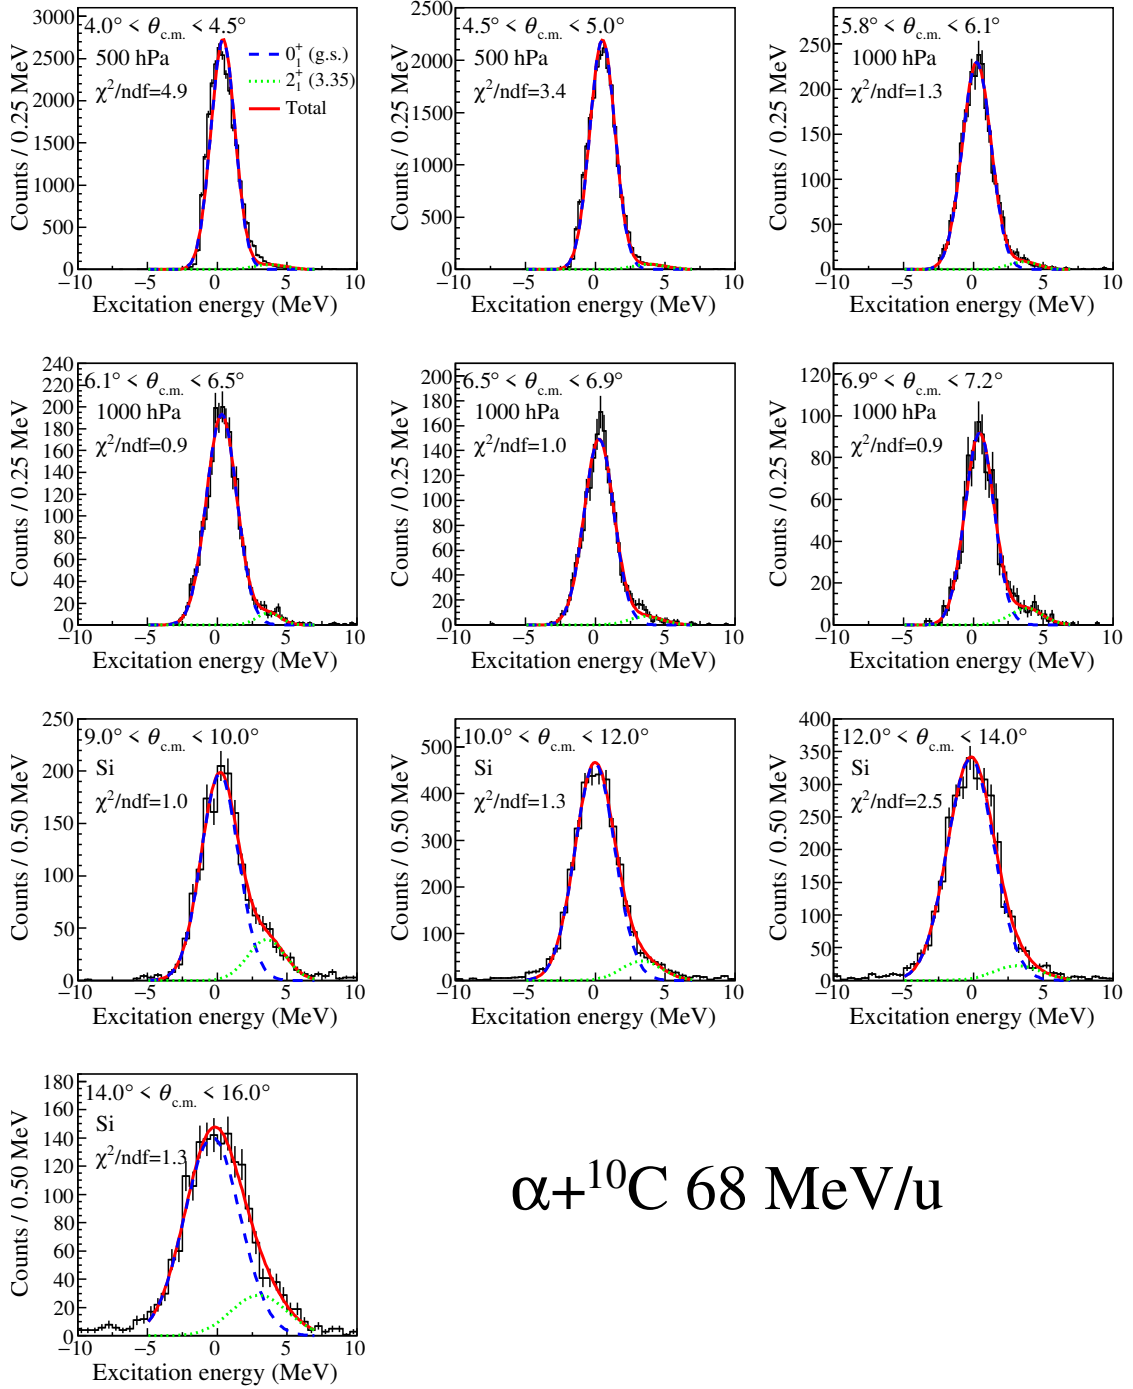 4.0° < θc.m. < 4.5°
500 hPa
χ²/ndf=4.9
0₁⁺ (g.s.)
2₁⁺ (3.35)
Total
Counts / 0.25 MeV
3000
2500
2000
1500
1000
500
0
−10 −5 0 5 10
Excitation energy (MeV)
4.5° < θc.m. < 5.0°
500 hPa
χ²/ndf=3.4
Counts / 0.25 MeV
2500
2000
1500
1000
500
0
−10 −5 0 5 10
Excitation energy (MeV)
5.8° < θc.m. < 6.1°
1000 hPa
χ²/ndf=1.3
Counts / 0.25 MeV
250
200
150
100
50
0
−10 −5 0 5 10
Excitation energy (MeV)
6.1° < θc.m. < 6.5°
1000 hPa
χ²/ndf=0.9
Counts / 0.25 MeV
240
220
200
180
160
140
120
100
80
60
40
20
0
−10 −5 0 5 10
Excitation energy (MeV)
6.5° < θc.m. < 6.9°
1000 hPa
χ²/ndf=1.0
Counts / 0.25 MeV
200
180
160
140
120
100
80
60
40
20
0
−10 −5 0 5 10
Excitation energy (MeV)
6.9° < θc.m. < 7.2°
1000 hPa
χ²/ndf=0.9
Counts / 0.25 MeV
120
100
80
60
40
20
0
−10 −5 0 5 10
Excitation energy (MeV)
9.0° < θc.m. < 10.0°
Si
χ²/ndf=1.0
Counts / 0.50 MeV
250
200
150
100
50
0
−10 −5 0 5 10
Excitation energy (MeV)
10.0° < θc.m. < 12.0°
Si
χ²/ndf=1.3
Counts / 0.50 MeV
500
400
300
200
100
0
−10 −5 0 5 10
Excitation energy (MeV)
12.0° < θc.m. < 14.0°
Si
χ²/ndf=2.5
Counts / 0.50 MeV
400
350
300
250
200
150
100
50
0
−10 −5 0 5 10
Excitation energy (MeV)
14.0° < θc.m. < 16.0°
Si
χ²/ndf=1.3
Counts / 0.50 MeV
180
160
140
120
100
80
60
40
20
0
−10 −5 0 5 10
Excitation energy (MeV)
α+¹⁰C 68 MeV/u